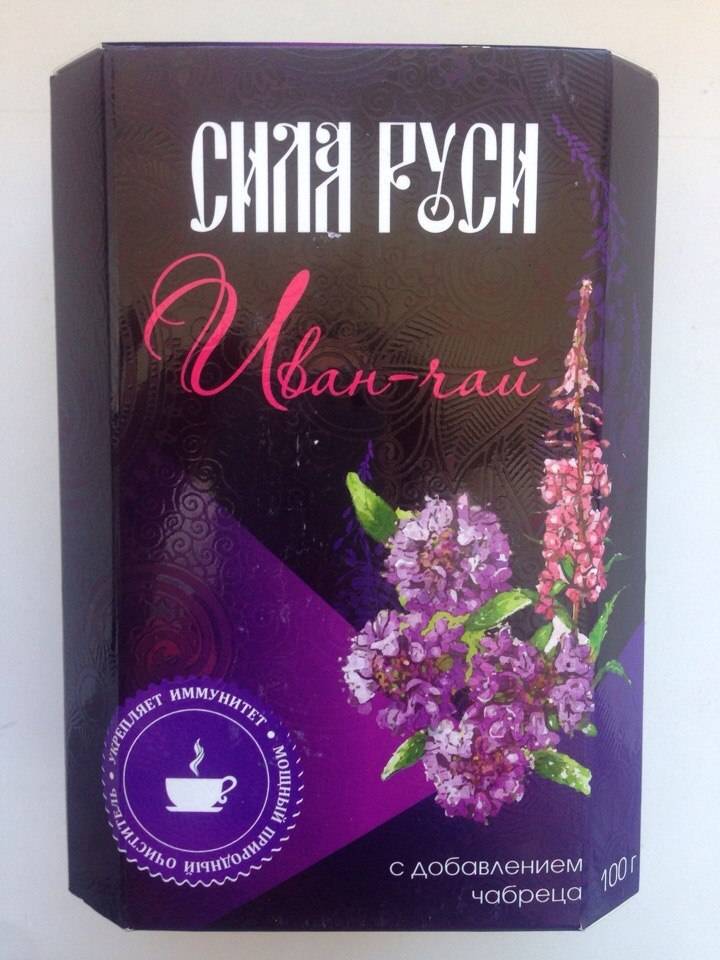 СИЛА РУСИ
Иван-чай
УКРЕПЛЯЕТ ИММУНИТЕТ • МОЩНЫЙ ПРИРОДНЫЙ ОЧИСТИТЕЛЬ •
с добавлением
чабреца
100 г